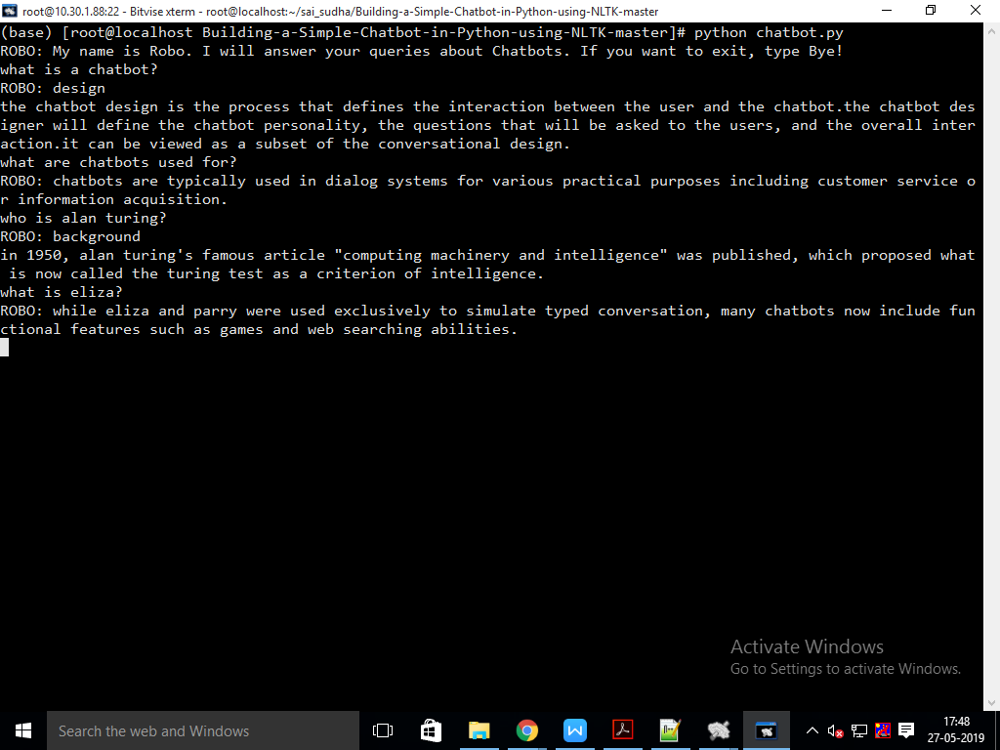 root@10.30.1.88:22 - Bitvise xterm - root@localhost:~/sai_sudha/Building-a-Simple-Chatbot-in-Python-using-NLTK-master
(base) [root@localhost Building-a-Simple-Chatbot-in-Python-using-NLTK-master]# python chatbot.py
ROBO: My name is Robo. I will answer your queries about Chatbots. If you want to exit, type Bye!
what is a chatbot?
ROBO: design
the chatbot design is the process that defines the interaction between the user and the chatbot.the chatbot des
igner will define the chatbot personality, the questions that will be asked to the users, and the overall inter
action.it can be viewed as a subset of the conversational design.
what are chatbots used for?
ROBO: chatbots are typically used in dialog systems for various practical purposes including customer service o
r information acquisition.
who is alan turing?
ROBO: background
in 1950, alan turing's famous article "computing machinery and intelligence" was published, which proposed what
 is now called the turing test as a criterion of intelligence.
what is eliza?
ROBO: while eliza and parry were used exclusively to simulate typed conversation, many chatbots now include fun
ctional features such as games and web searching abilities.
Activate Windows
Go to Settings to activate Windows.
Search the web and Windows
17:48
27-05-2019